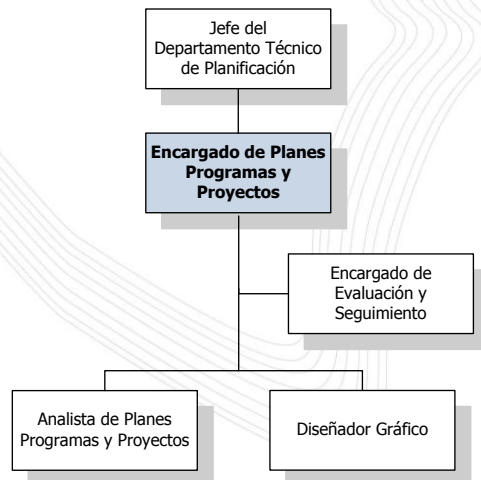 Jefe del
Departamento Técnico
de Planificación
Encargado de Planes
Programas y
Proyectos
Encargado de
Evaluación y
Seguimiento
Analista de Planes
Programas y Proyectos
Diseñador Gráfico